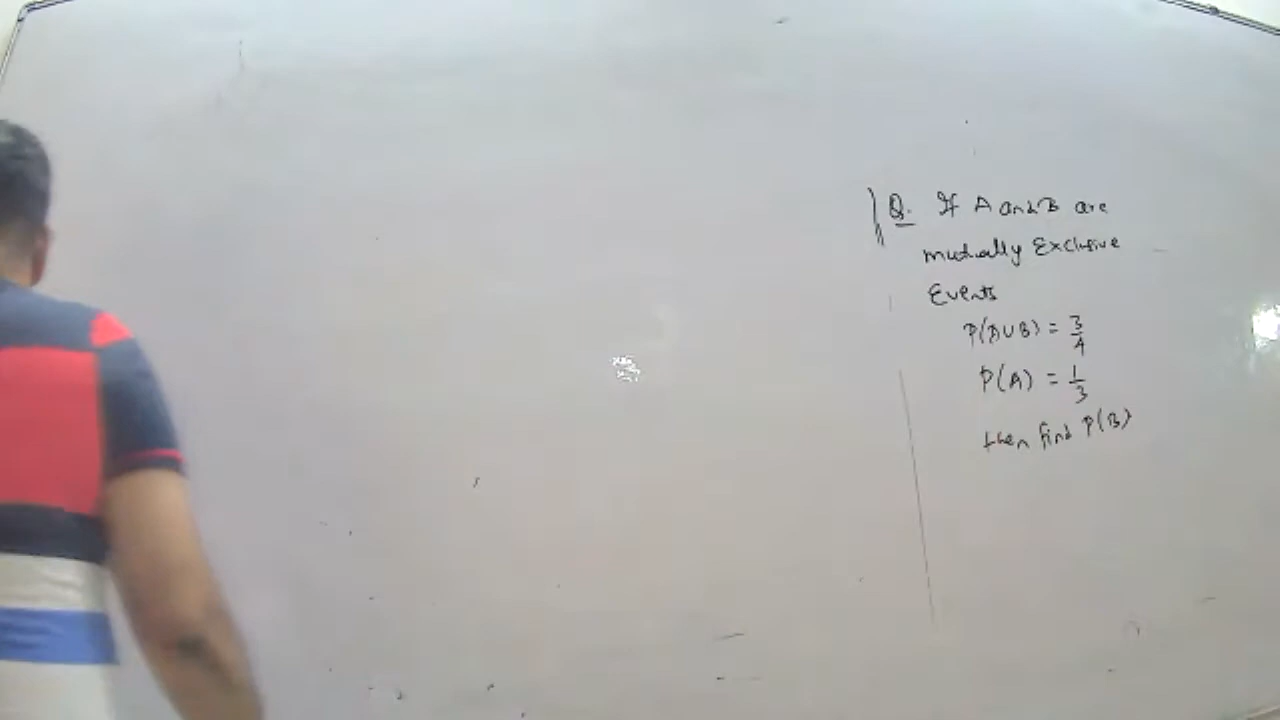 Q. If A and B are
mutually Exclusive
Events
P(A∪B) = 3/4
P(A) = 1/3
then find P(B)